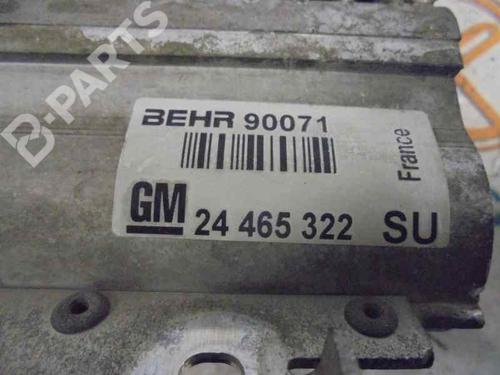 B-PARTS
BEHR 90071
France
GM 24 465 322 SU